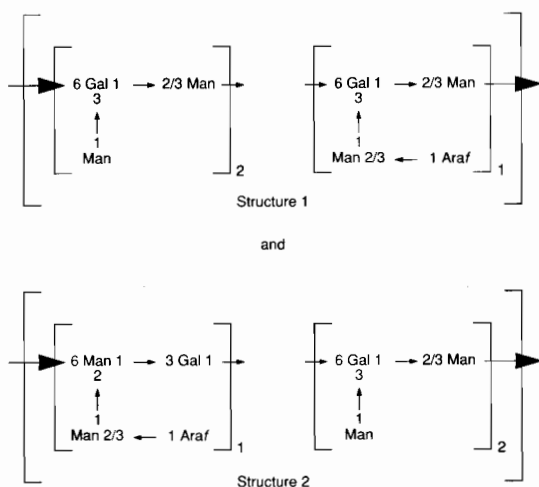 6 Gal 1 → 2/3 Man →
3
↑
1
Man
2
→ 6 Gal 1 → 2/3 Man
3
↑
1
Man 2/3 ← 1 Araf
1
Structure 1
and
6 Man 1 → 3 Gal 1 →
2
↑
1
Man 2/3 ← 1 Araf
1
→ 6 Gal 1 → 2/3 Man
3
↑
1
Man
2
Structure 2